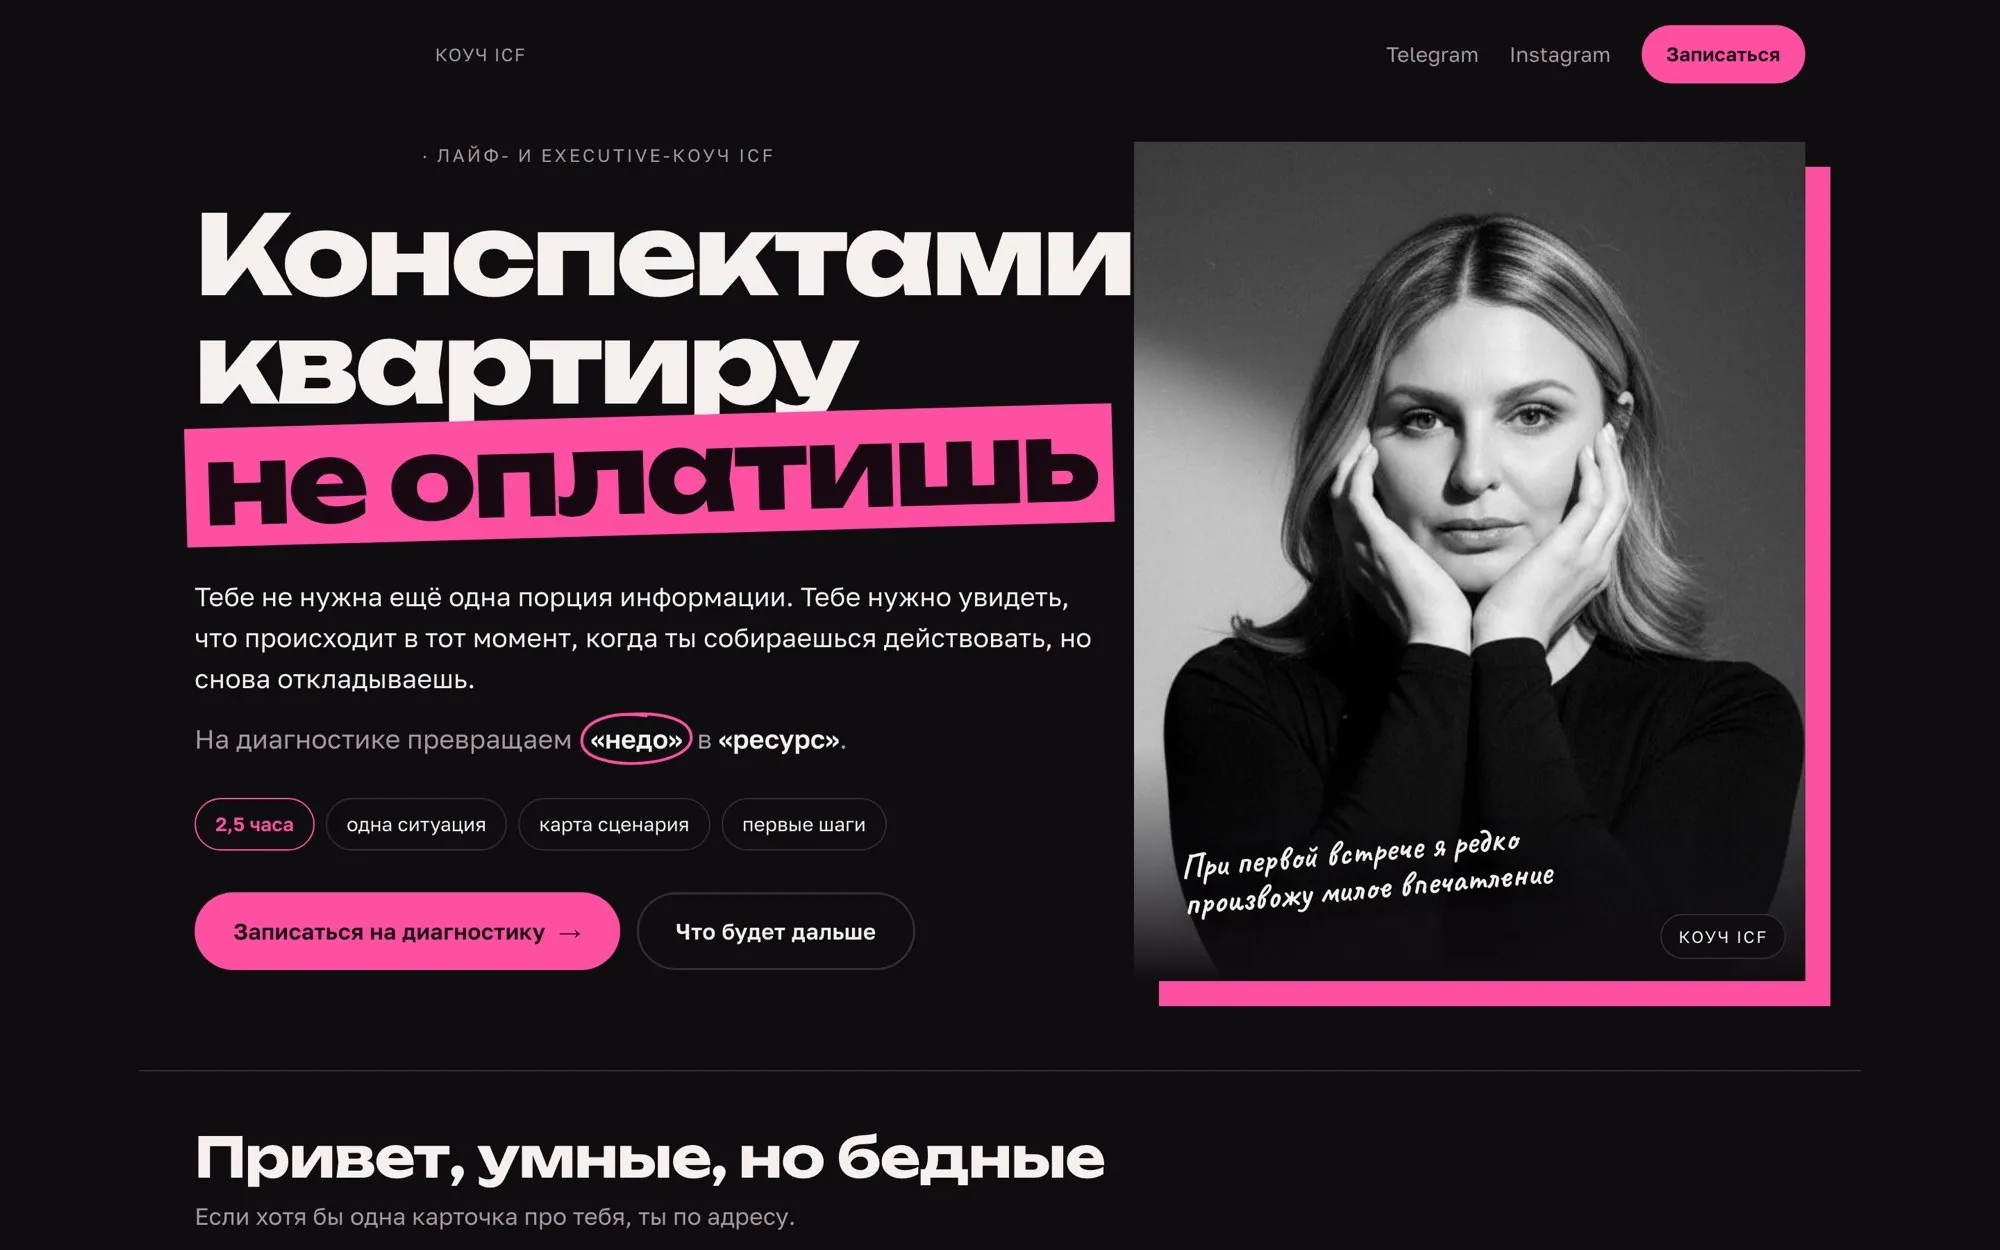 КОУЧ ICF
Telegram
Instagram
Записаться
· ЛАЙФ- И EXECUTIVE-КОУЧ ICF
Конспектами
квартиру
не оплатишь
Тебе не нужна ещё одна порция информации. Тебе нужно увидеть,
что происходит в тот момент, когда ты собираешься действовать, но
снова откладываешь.
На диагностике превращаем «недо» в «ресурс».
2,5 часа
одна ситуация
карта сценария
первые шаги
Записаться на диагностику →
Что будет дальше
При первой встрече я редко
произвожу милое впечатление
КОУЧ ICF
Привет, умные, но бедные
Если хотя бы одна карточка про тебя, ты по адресу.